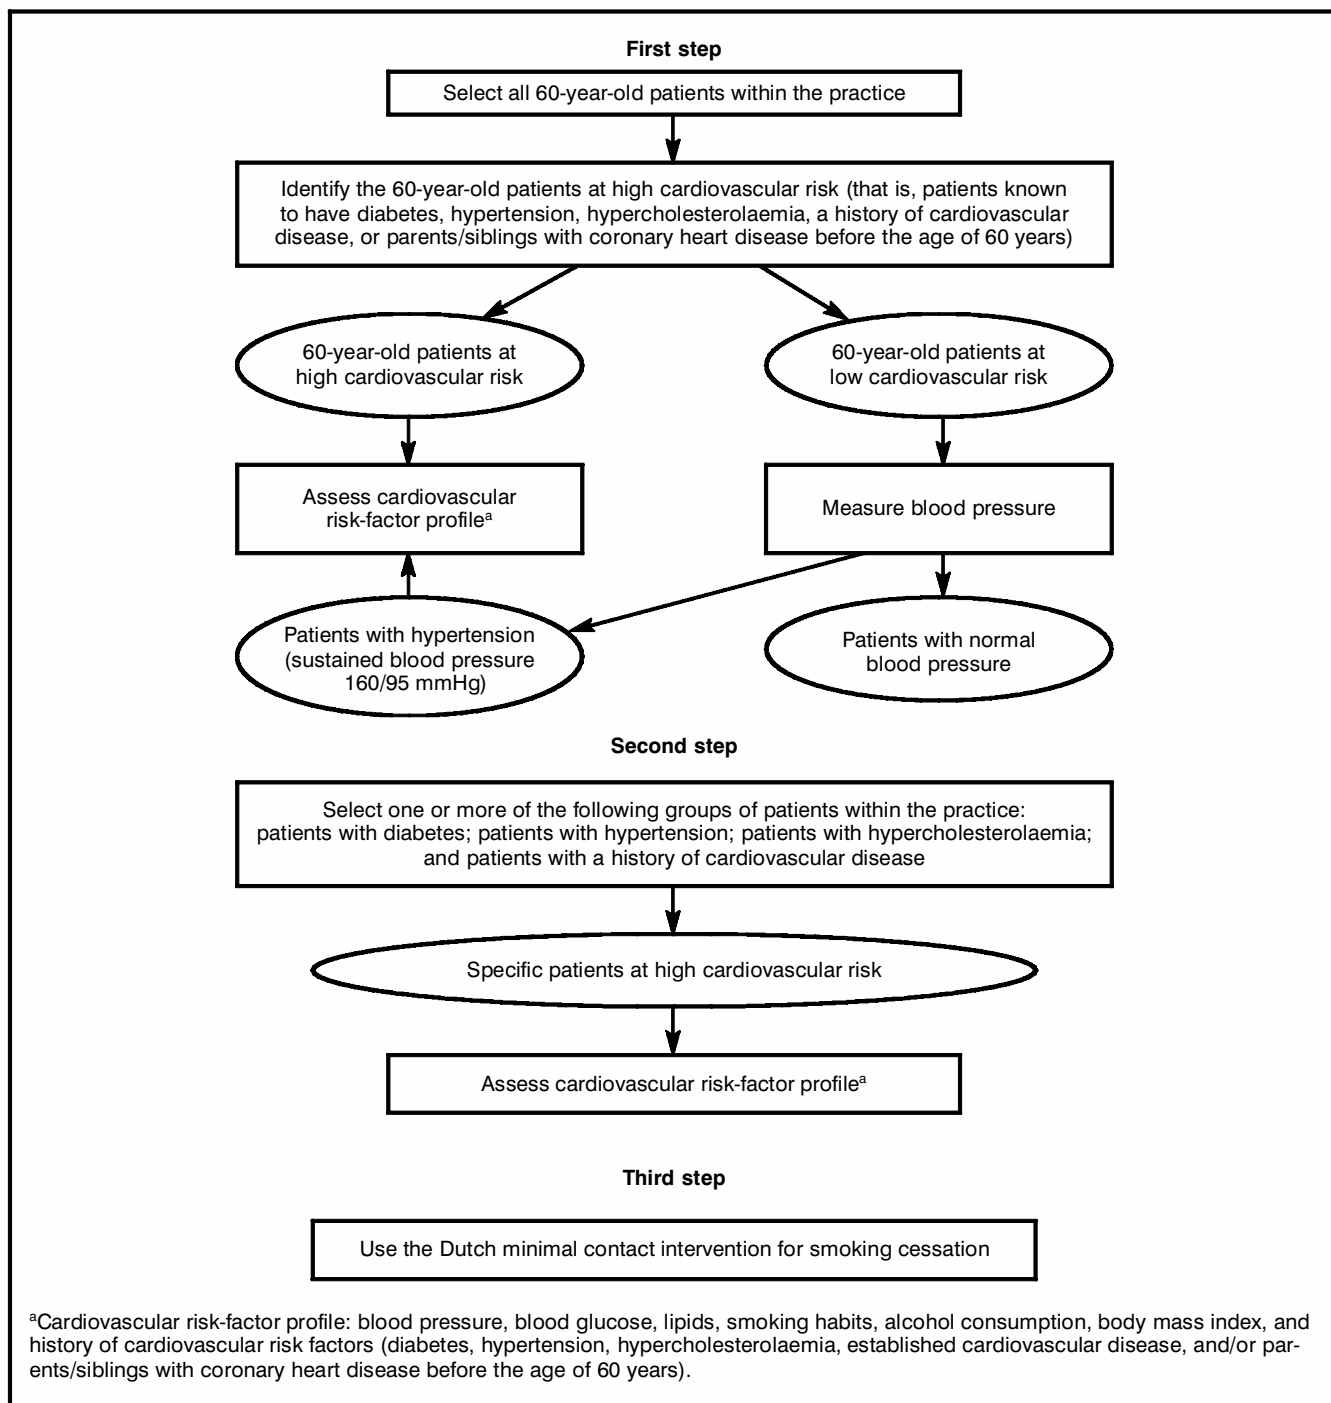 First step
Select all 60-year-old patients within the practice
Identify the 60-year-old patients at high cardiovascular risk (that is, patients known
to have diabetes, hypertension, hypercholesterolaemia, a history of cardiovascular
disease, or parents/siblings with coronary heart disease before the age of 60 years)
60-year-old patients at
high cardiovascular risk
60-year-old patients at
low cardiovascular risk
Assess cardiovascular
risk-factor profileª
Measure blood pressure
Patients with hypertension
(sustained blood pressure
160/95 mmHg)
Patients with normal
blood pressure
Second step
Select one or more of the following groups of patients within the practice:
patients with diabetes; patients with hypertension; patients with hypercholesterolaemia;
and patients with a history of cardiovascular disease
Specific patients at high cardiovascular risk
Assess cardiovascular risk-factor profileª
Third step
Use the Dutch minimal contact intervention for smoking cessation
ªCardiovascular risk-factor profile: blood pressure, blood glucose, lipids, smoking habits, alcohol consumption, body mass index, and
history of cardiovascular risk factors (diabetes, hypertension, hypercholesterolaemia, established cardiovascular disease, and/or par-
ents/siblings with coronary heart disease before the age of 60 years).